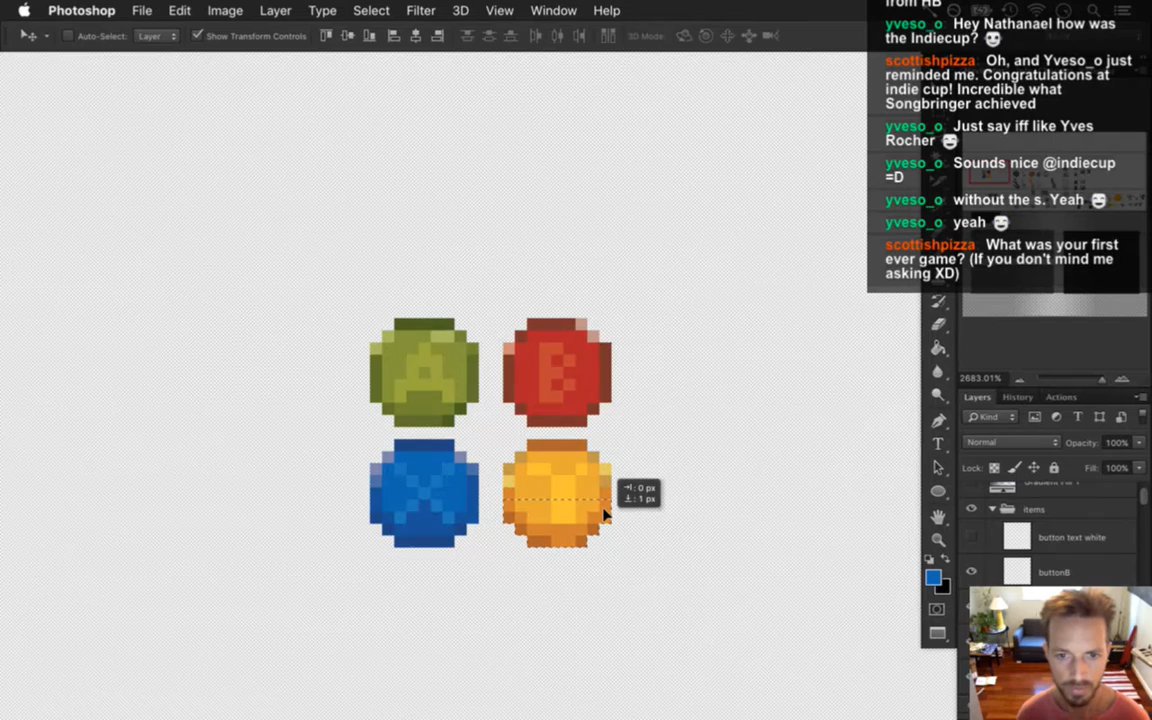 Photoshop File Edit Image Layer Type Select Filter 3D View Window Help
Auto-Select: Layer Show Transform Controls 3D Mode:
from HB
yveso_o Hey Nathanael how was
the Indiecup?
scottishpizza Oh, and Yveso_o just
reminded me. Congratulations at
indie cup! Incredible what
Songbringer achieved
yveso_o Just say iff like Yves
Rocher
yveso_o Sounds nice @indiecup
=D
yveso_o without the s. Yeah
yveso_o yeah
scottishpizza What was your first
ever game? (If you don't mind me
asking XD)
A B
X Y
: 0 px
: 1 px
2683.01%
Layers History Actions
Kind
Normal Opacity: 100%
Lock: Fill: 100%
items
button text white
buttonB